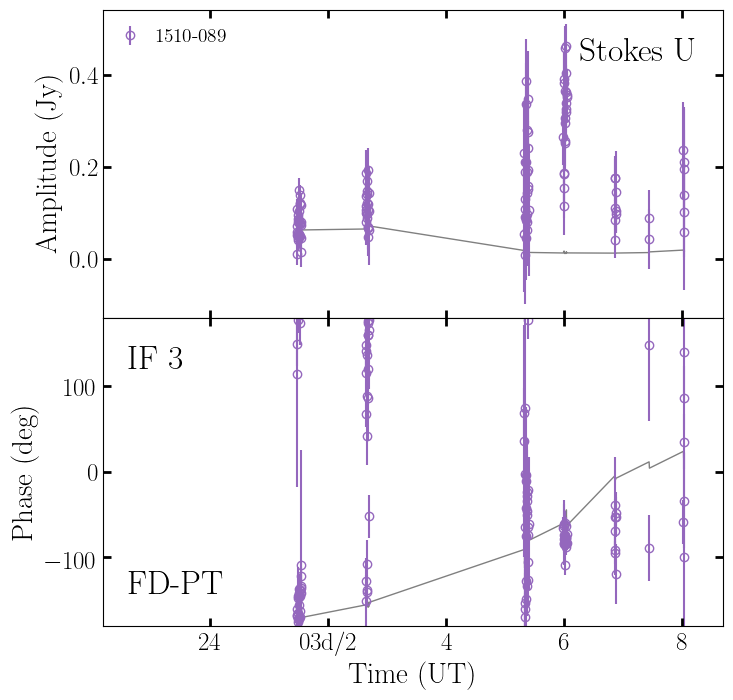 1510-089
Stokes U
0.4
0.2
0.0
Amplitude (Jy)
IF 3
100
0
−100
Phase (deg)
FD-PT
24 03d/2 4 6 8
Time (UT)